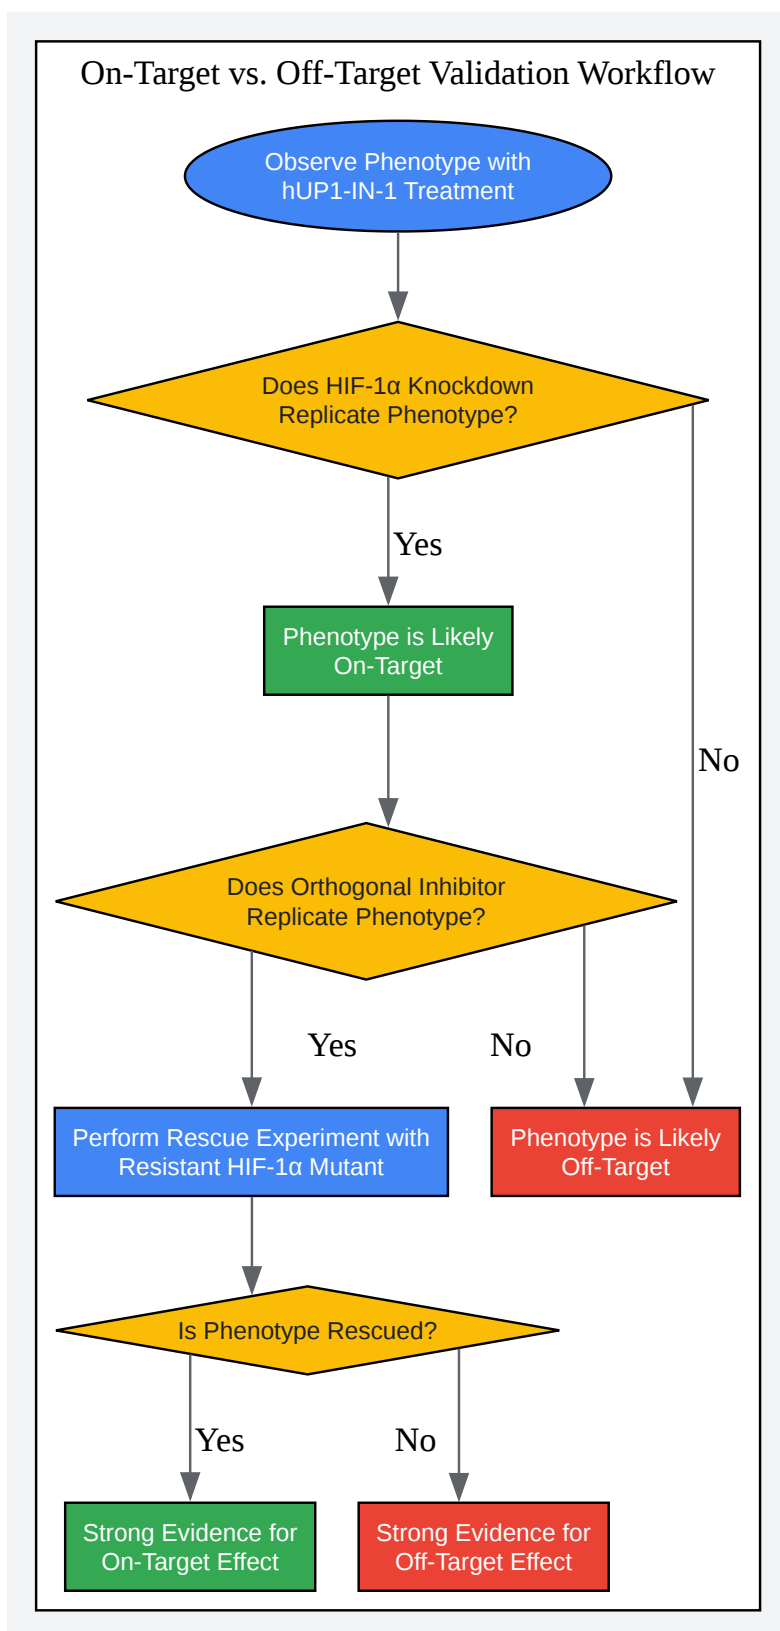 On-Target vs. Off-Target Validation Workflow
Observe Phenotype with
hUP1-IN-1 Treatment
Does HIF-1α Knockdown
Replicate Phenotype?
Yes
Phenotype is Likely
On-Target
No
Does Orthogonal Inhibitor
Replicate Phenotype?
Yes
No
Perform Rescue Experiment with
Resistant HIF-1α Mutant
Phenotype is Likely
Off-Target
Is Phenotype Rescued?
Yes
No
Strong Evidence for
On-Target Effect
Strong Evidence for
Off-Target Effect